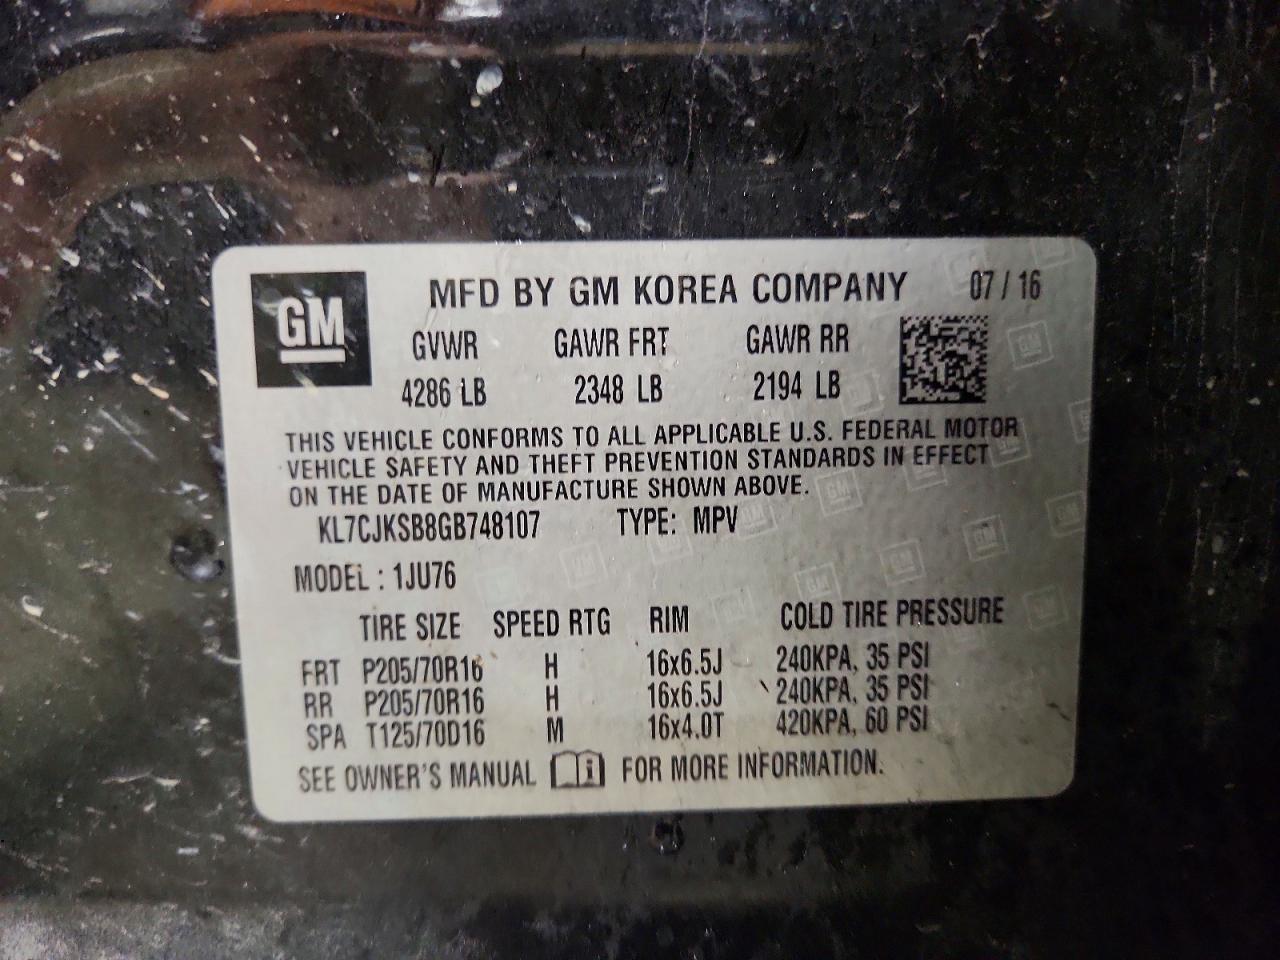 GM
MFD BY GM KOREA COMPANY 07 / 16
GVWR GAWR FRT GAWR RR
4286 LB 2348 LB 2194 LB
THIS VEHICLE CONFORMS TO ALL APPLICABLE U.S. FEDERAL MOTOR
VEHICLE SAFETY AND THEFT PREVENTION STANDARDS IN EFFECT
ON THE DATE OF MANUFACTURE SHOWN ABOVE.
KL7CJKSB8GB748107 TYPE: MPV
MODEL : 1JU76
TIRE SIZE SPEED RTG RIM COLD TIRE PRESSURE
FRT P205/70R16 H 16x6.5J 240KPA, 35 PSI
RR P205/70R16 H 16x6.5J 240KPA, 35 PSI
SPA T125/70D16 M 16x4.0T 420KPA, 60 PSI
SEE OWNER'S MANUAL i FOR MORE INFORMATION.